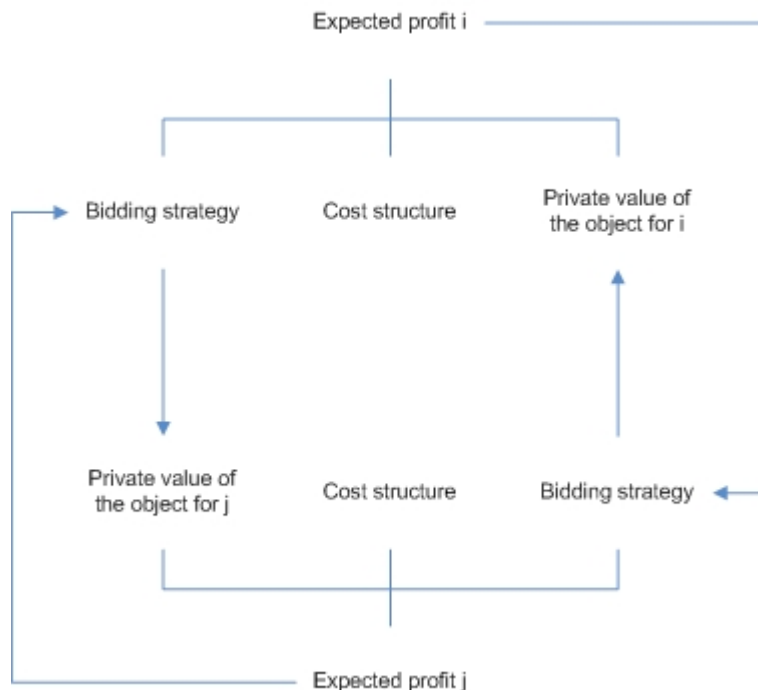 Expected profit i
Bidding strategy
Cost structure
Private value of
the object for i
Private value of
the object for j
Cost structure
Bidding strategy
Expected profit j